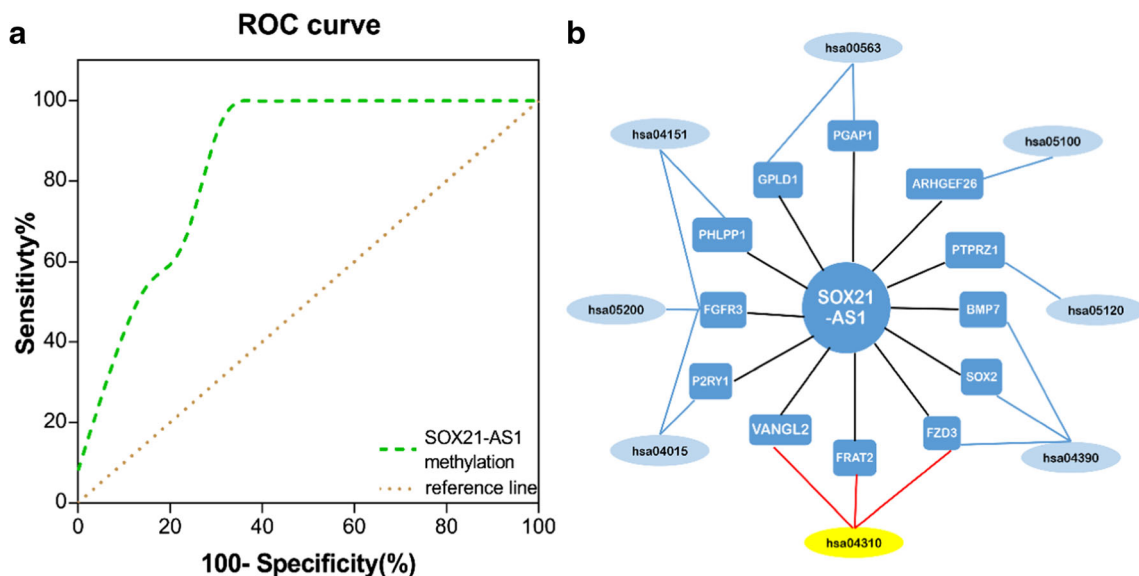 a
ROC curve
100
80
60
40
20
0
Sensitivty%
0
20
40
60
80
100
100- Specificity(%)
SOX21-AS1
methylation
reference line
b
hsa00563
hsa04151
PGAP1
hsa05100
GPLD1
ARHGEF26
PHLPP1
PTPRZ1
SOX21
-AS1
hsa05200
FGFR3
BMP7
hsa05120
P2RY1
SOX2
VANGL2
FRAT2
FZD3
hsa04015
hsa04390
hsa04310